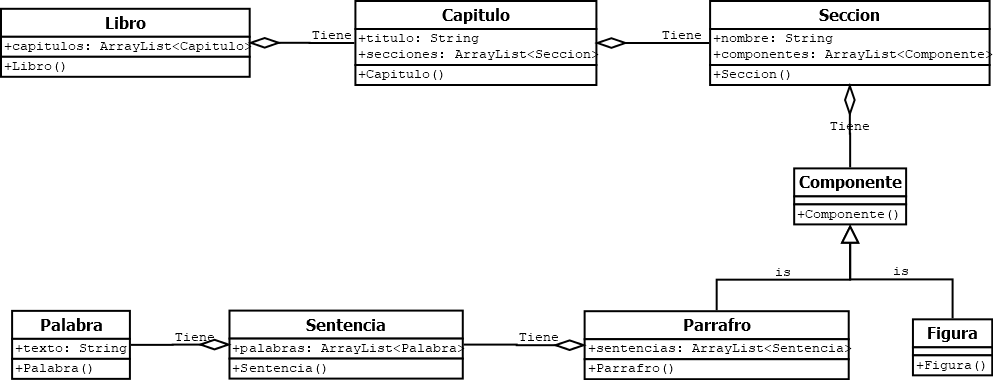 Libro
+capitulos: ArrayList<Capitulo>
+Libro()
Tiene
Capitulo
+titulo: String
+secciones: ArrayList<Seccion>
+Capitulo()
Tiene
Seccion
+nombre: String
+componentes: ArrayList<Componente>
+Seccion()
Tiene
Componente
+Componente()
is
is
Palabra
+texto: String
+Palabra()
Tiene
Sentencia
+palabras: ArrayList<Palabra>
+Sentencia()
Tiene
Parrafro
+sentencias: ArrayList<Sentencia>
+Parrafro()
Figura
+Figura()